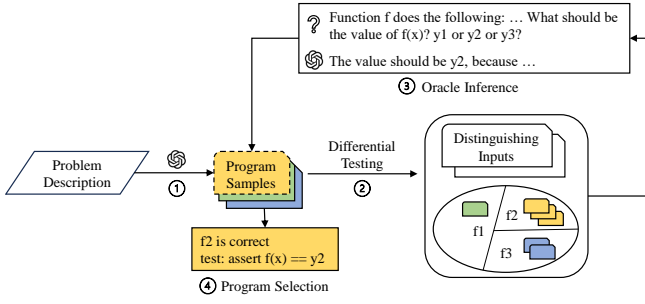 Function f does the following: … What should be
the value of f(x)? y1 or y2 or y3?
The value should be y2, because …
3 Oracle Inference
Problem
Description
1
Program
Samples
Differential
Testing
2
Distinguishing
Inputs
f1
f2
f3
f2 is correct
test: assert f(x) == y2
4 Program Selection